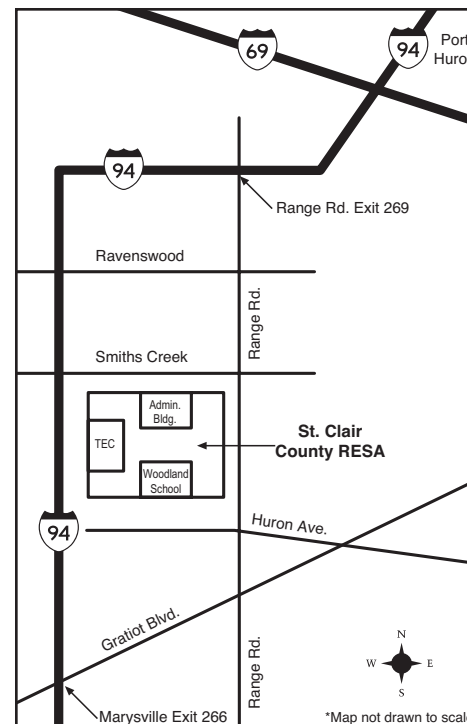 69
94
Port
Huro
94
Range Rd. Exit 269
Ravenswood
Range Rd.
Smiths Creek
Admin.
Bldg.
TEC
St. Clair
County RESA
Woodland
School
94
Huron Ave.
Gratiot Blvd.
Range Rd.
N
W E
S
Marysville Exit 266
*Map not drawn to scale